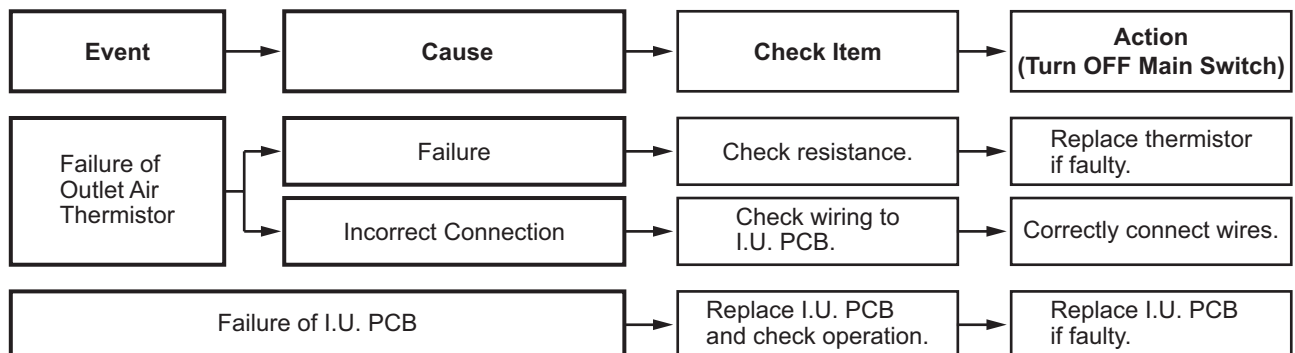 Event
Cause
Check Item
Action
(Turn OFF Main Switch)
Failure of
Outlet Air
Thermistor
Failure
Check resistance.
Replace thermistor
if faulty.
Incorrect Connection
Check wiring to
I.U. PCB.
Correctly connect wires.
Failure of I.U. PCB
Replace I.U. PCB
and check operation.
Replace I.U. PCB
if faulty.